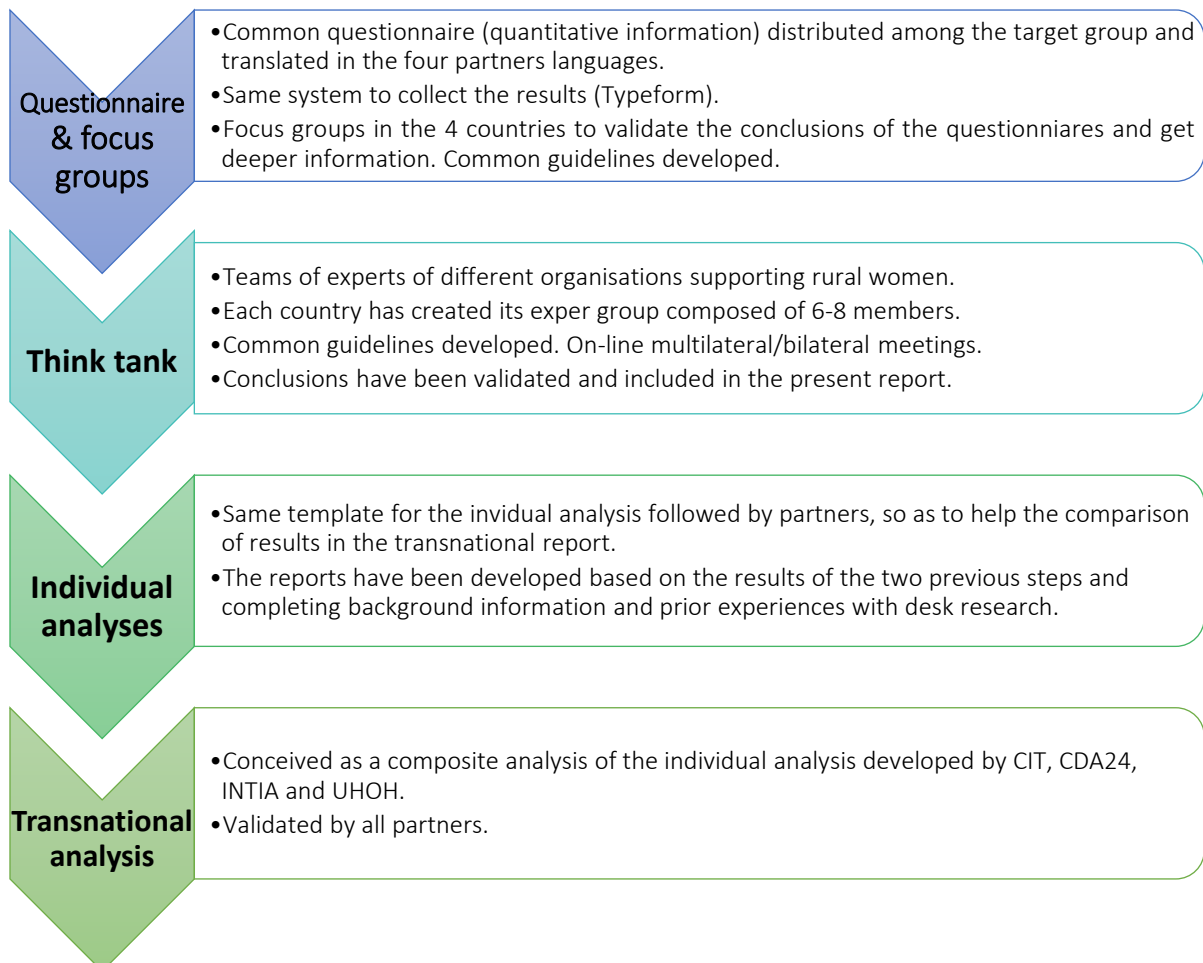 Questionnaire
& focus
groups
•Common questionnaire (quantitative information) distributed among the target group and
translated in the four partners languages.
•Same system to collect the results (Typeform).
•Focus groups in the 4 countries to validate the conclusions of the questionniares and get
deeper information. Common guidelines developed.
Think tank
•Teams of experts of different organisations supporting rural women.
•Each country has created its exper group composed of 6-8 members.
•Common guidelines developed. On-line multilateral/bilateral meetings.
•Conclusions have been validated and included in the present report.
Individual
analyses
•Same template for the invidual analysis followed by partners, so as to help the comparison
of results in the transnational report.
•The reports have been developed based on the results of the two previous steps and
completing background information and prior experiences with desk research.
Transnational
analysis
•Conceived as a composite analysis of the individual analysis developed by CIT, CDA24,
INTIA and UHOH.
•Validated by all partners.